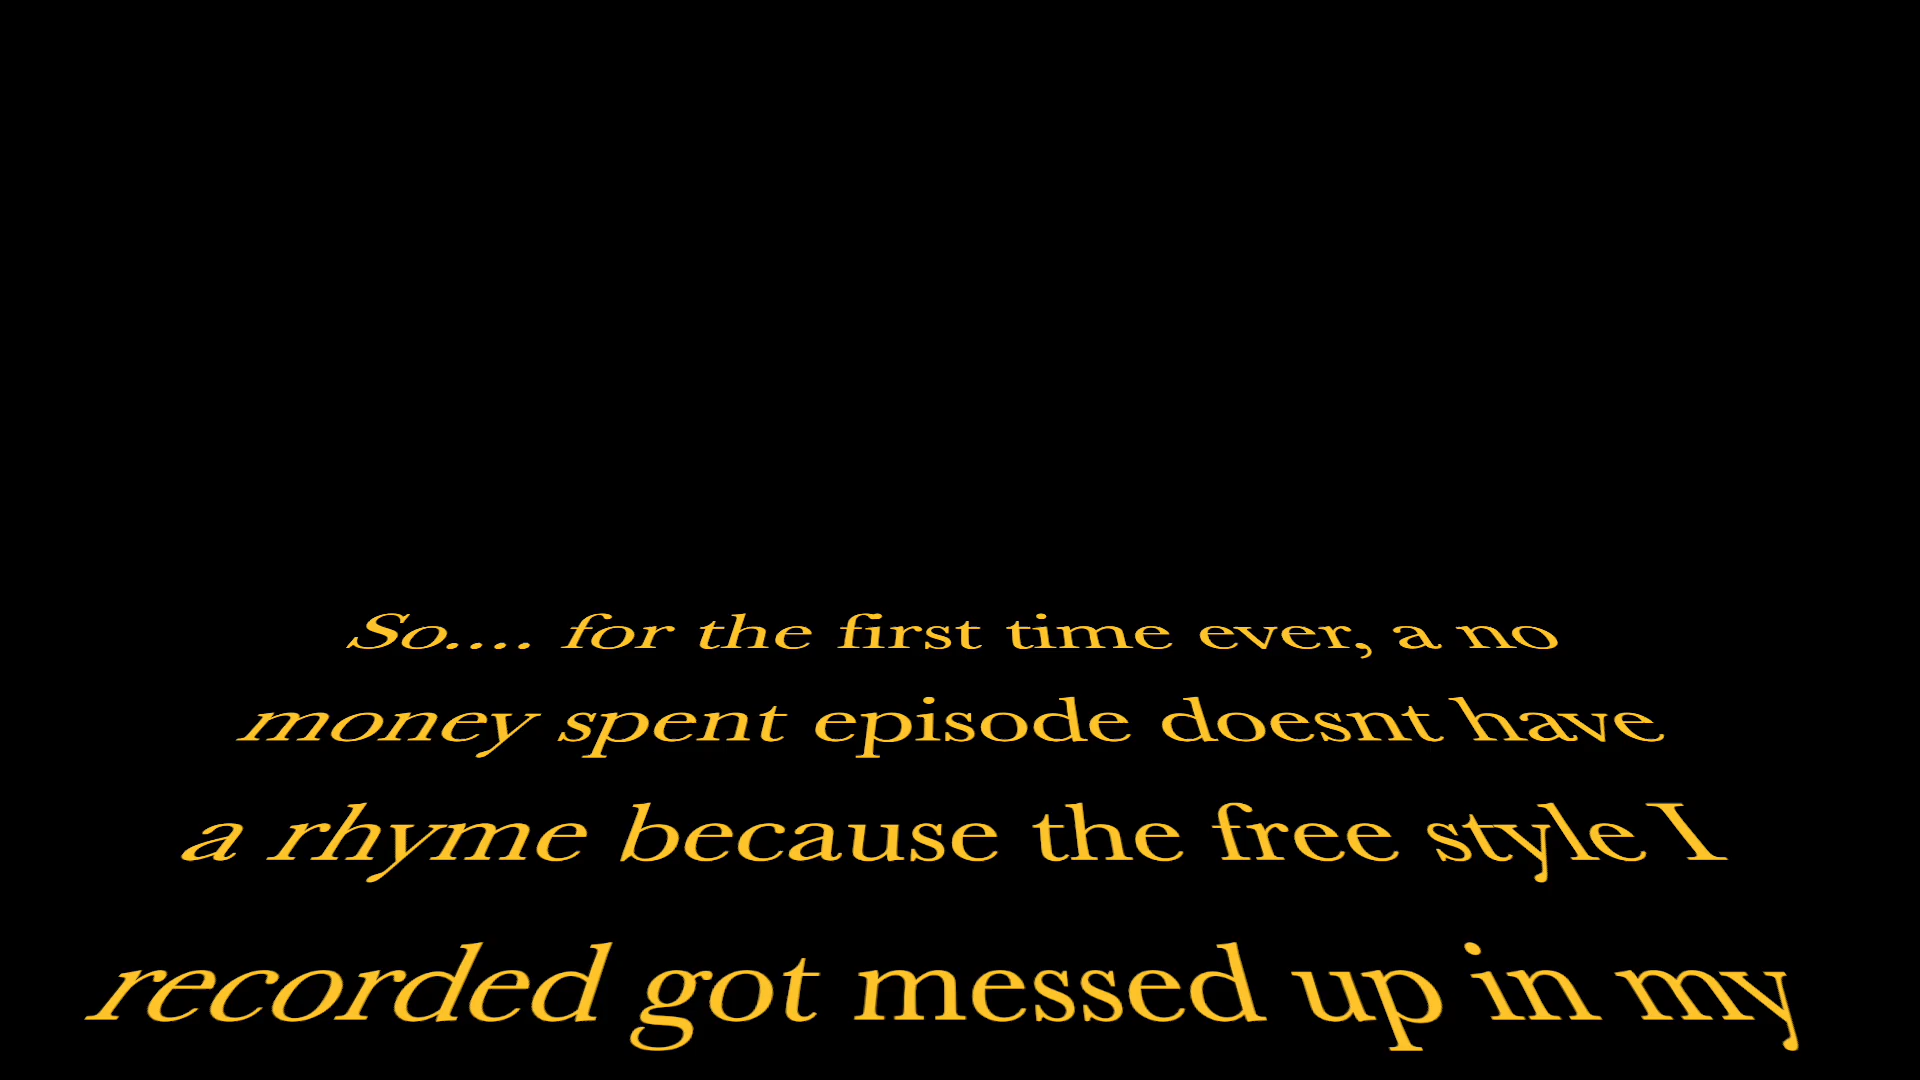 So.... for the first time ever, a no
money spent episode doesnt have
a rhyme because the free style I
recorded got messed up in my